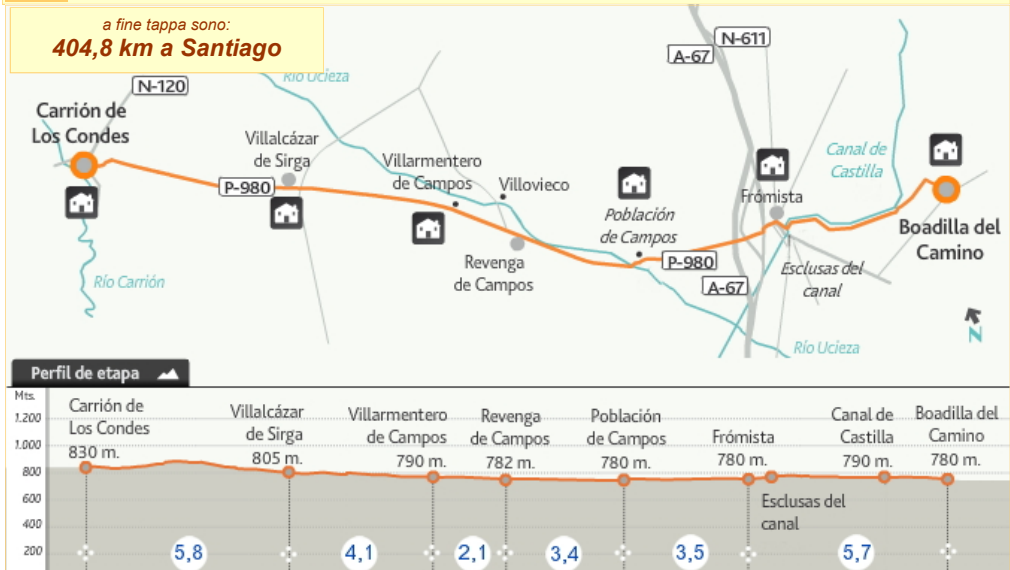 a fine tappa sono:
404,8 km a Santiago
N-611
A-67
Río Ucieza
N-120
Carrión de
Los Condes
Villalcázar
de Sirga
Villarmentero
de Campos
Villovieco
Canal de
Castilla
Frómista
P-980
Población
de Campos
Boadilla del
Camino
Revenga
de Campos
P-980
Esclusas del
canal
A-67
Río Carrión
N
Río Ucieza
Perfil de etapa
Mts.
1.200
1.000
800
600
400
200
Carrión de
Los Condes
830 m.
Villalcázar
de Sirga
805 m.
Villarmentero
de Campos
790 m.
Revenga
de Campos
782 m.
Población
de Campos
780 m.
Frómista
780 m.
Esclusas del
canal
Canal de
Castilla
790 m.
Boadilla del
Camino
780 m.
5,8
4,1
2,1
3,4
3,5
5,7